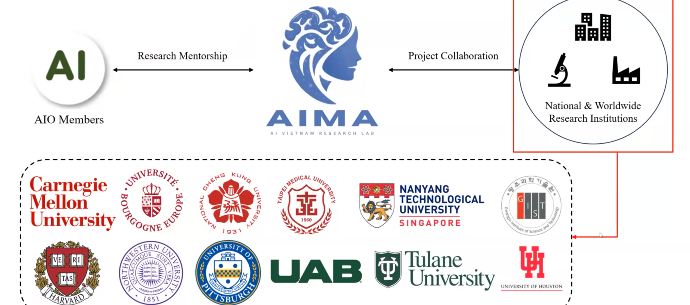 AI
Research Mentorship
Project Collaboration
AIO Members
AIMA
AI VIETNAM RESEARCH LAB
National & Worldwide
Research Institutions
Carnegie
Mellon
University
UNIVERSITÉ
BOURGOGNE EUROPE
NATIONAL CHENG KUNG UNIVERSITY
1931
TAIPEI MEDICAL UNIVERSITY
1960
NANYANG
TECHNOLOGICAL
UNIVERSITY
SINGAPORE
GIST
VE RI
TAS
HARVARD
NORTHWESTERN UNIVERSITY
1851
UNIVERSITY OF
PITTSBURGH
UAB
Tulane
University
UH
UNIVERSITY OF HOUSTON